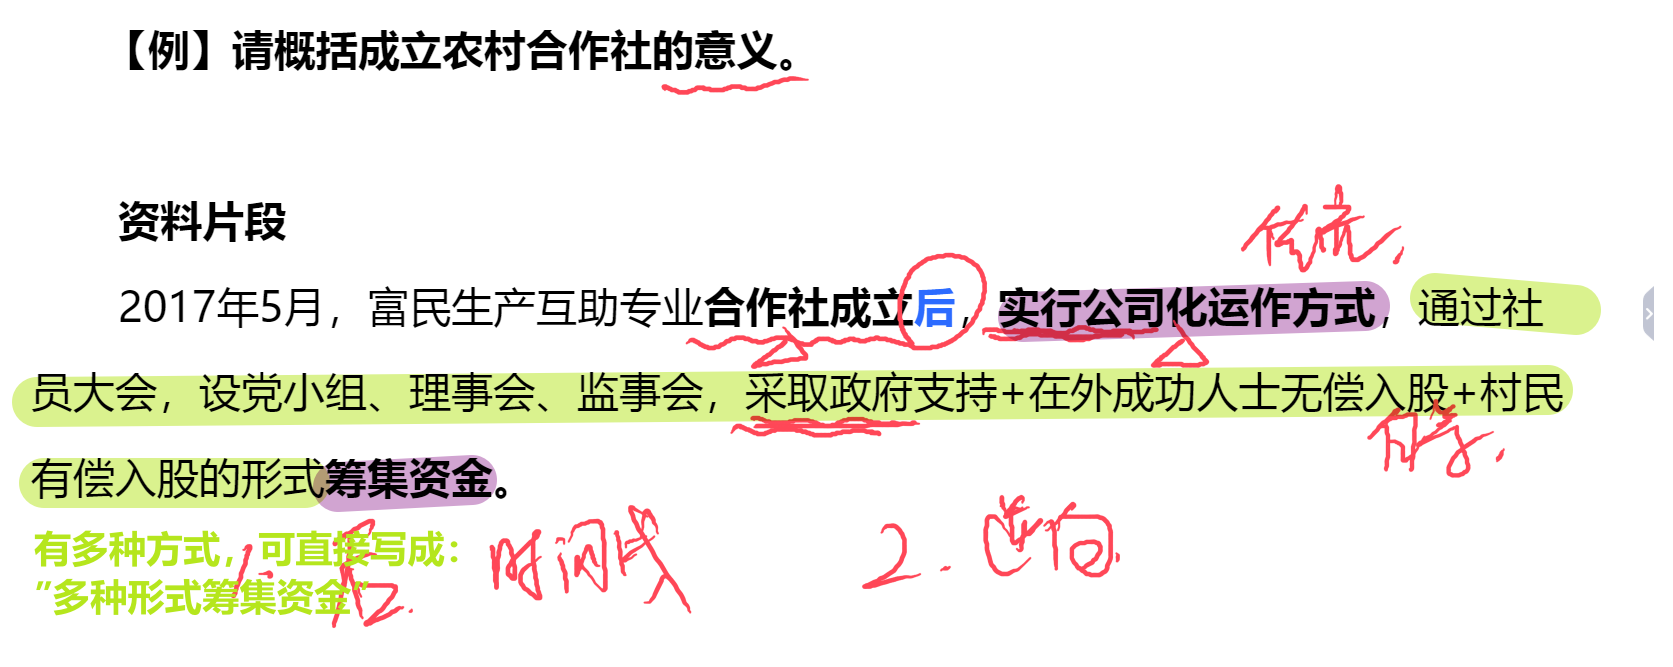 【例】请概括成立农村合作社的意义。
资料片段
2017年5月，富民生产互助专业合作社成立后，实行公司化运作方式，通过社
员大会，设党小组、理事会、监事会，采取政府支持+在外成功人士无偿入股+村民
有偿入股的形式筹集资金。
有多种方式，可直接写成：
”多种形式筹集资金”
1. 后. 时间线 2. 逆向.